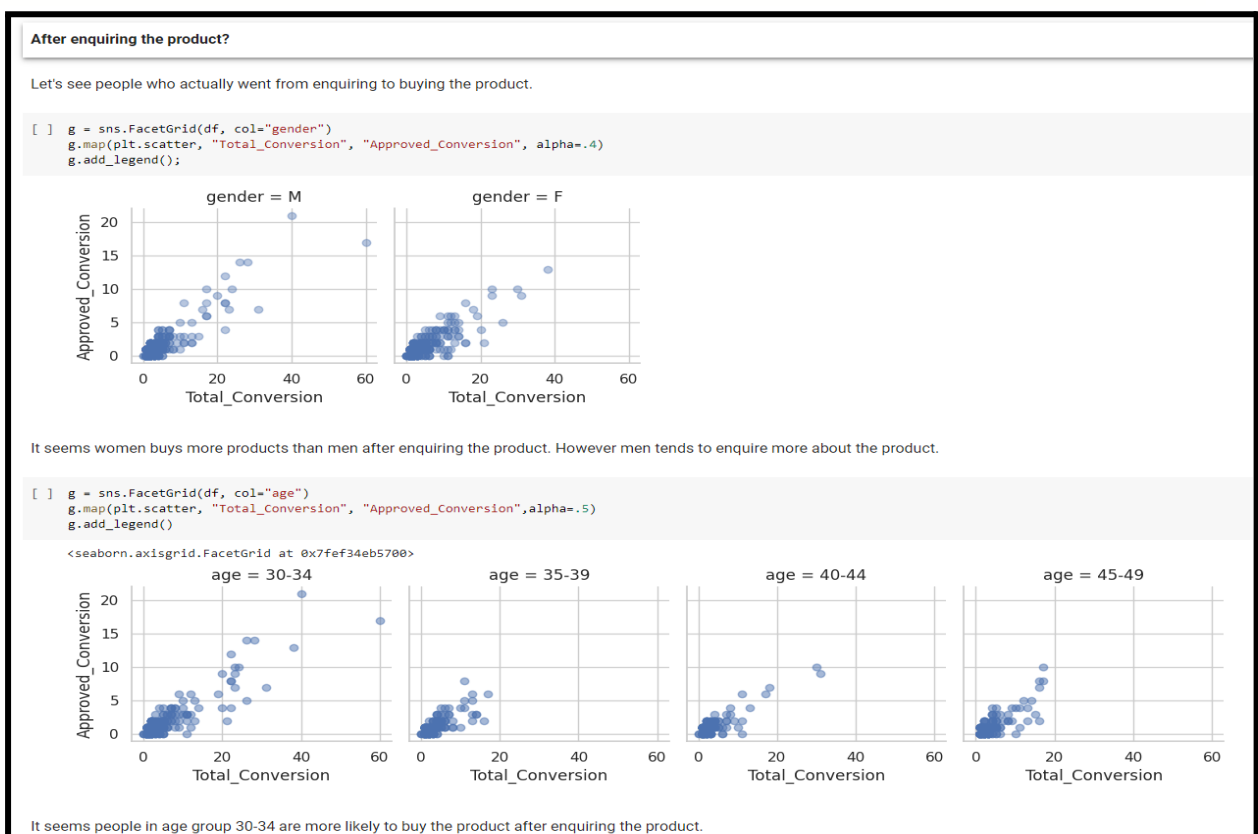 After enquiring the product?
Let's see people who actually went from enquiring to buying the product.
[ ] g = sns.FacetGrid(df, col="gender")
g.map(plt.scatter, "Total_Conversion", "Approved_Conversion", alpha=.4)
g.add_legend();
gender = M gender = F
Approved_Conversion
20
15
10
5
0
0 20 40 60 0 20 40 60
Total_Conversion Total_Conversion
It seems women buys more products than men after enquiring the product. However men tends to enquire more about the product.
[ ] g = sns.FacetGrid(df, col="age")
g.map(plt.scatter, "Total_Conversion", "Approved_Conversion",alpha=.5)
g.add_legend()
<seaborn.axisgrid.FacetGrid at 0x7fef34eb5700>
age = 30-34 age = 35-39 age = 40-44 age = 45-49
Approved_Conversion
20
15
10
5
0
0 20 40 60 0 20 40 60 0 20 40 60 0 20 40 60
Total_Conversion Total_Conversion Total_Conversion Total_Conversion
It seems people in age group 30-34 are more likely to buy the product after enquiring the product.